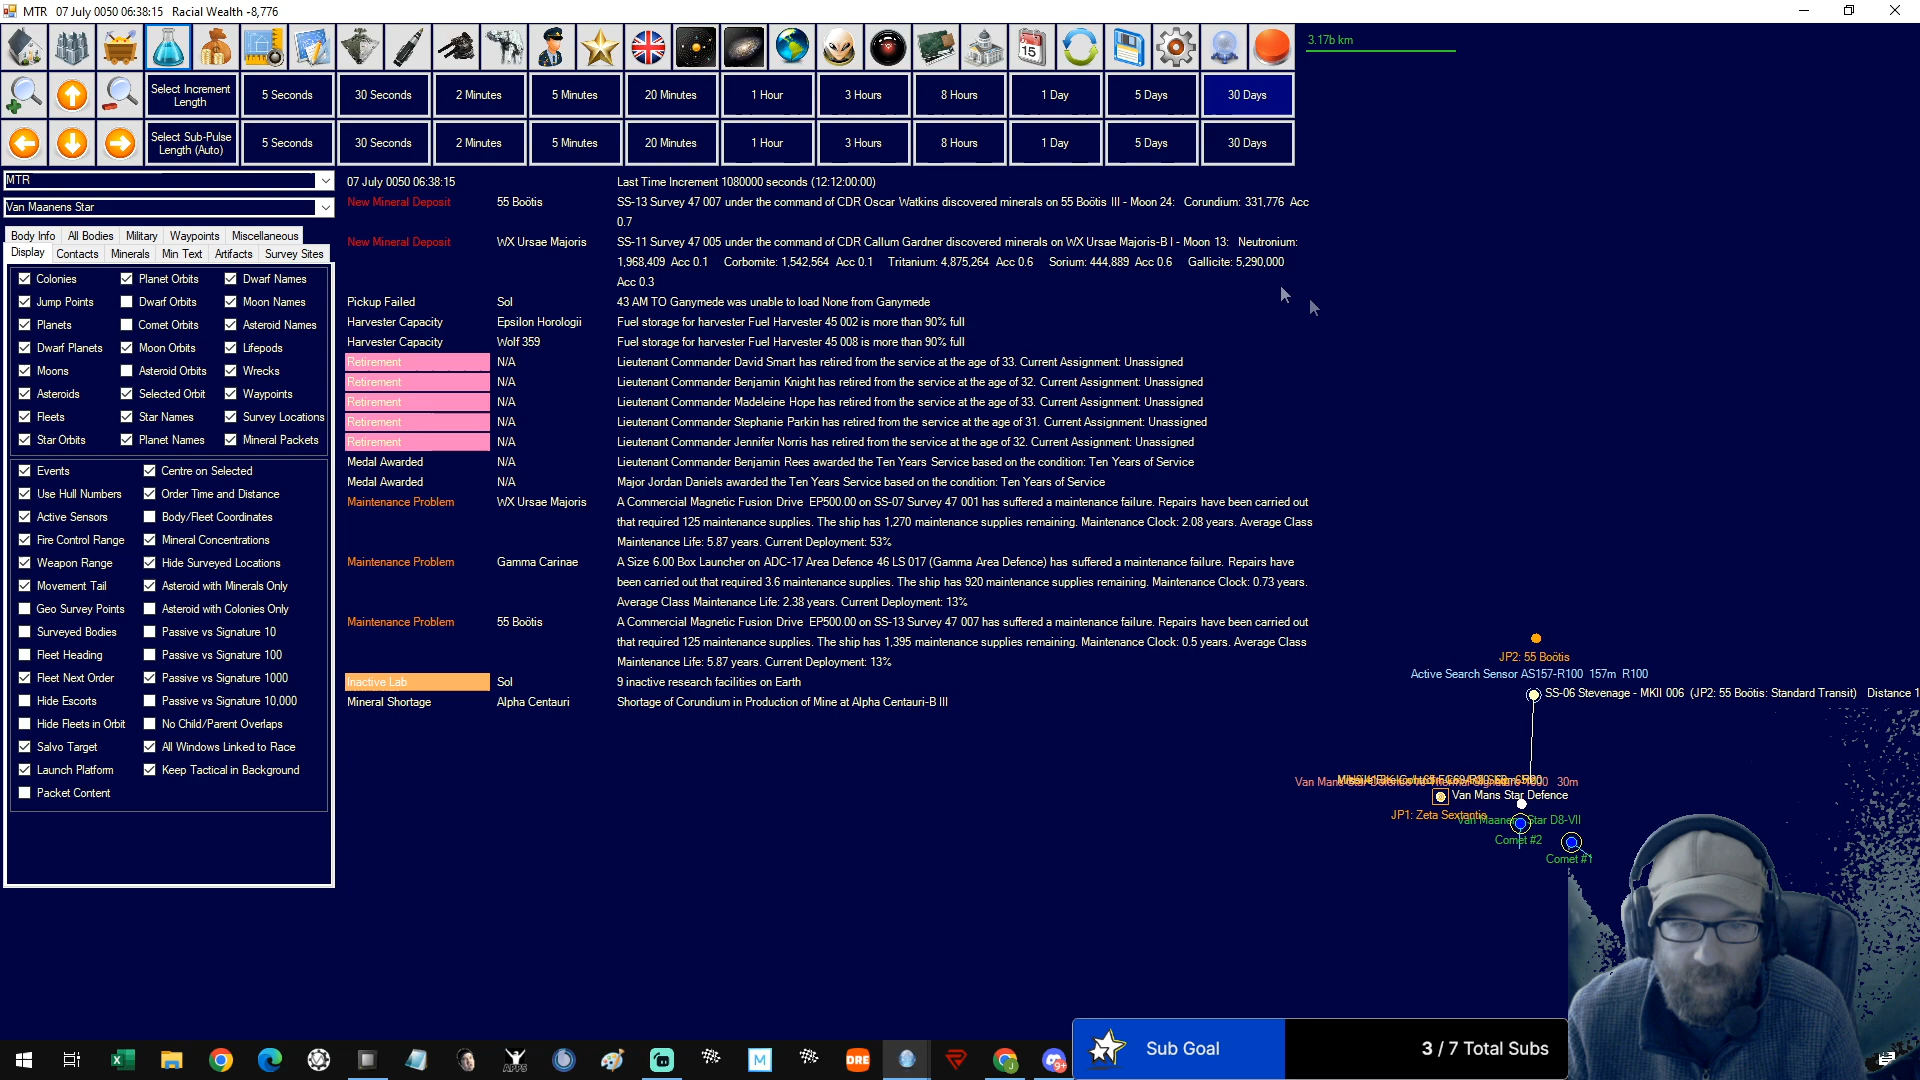 MTR   07 July 0050 06:38:15   Racial Wealth -8,776
3.17b km
Select Increment Length
5 Seconds
30 Seconds
2 Minutes
5 Minutes
20 Minutes
1 Hour
3 Hours
8 Hours
1 Day
5 Days
30 Days
Select Sub-Pulse Length (Auto)
5 Seconds
30 Seconds
2 Minutes
5 Minutes
20 Minutes
1 Hour
3 Hours
8 Hours
1 Day
5 Days
30 Days
MTR
Van Maanens Star
Body Info   All Bodies   Military   Waypoints   Miscellaneous
Display   Contacts   Minerals   Min Text   Artifacts   Survey Sites
Colonies   Planet Orbits   Dwarf Names
Jump Points   Dwarf Orbits   Moon Names
Planets   Comet Orbits   Asteroid Names
Dwarf Planets   Moon Orbits   Lifepods
Moons   Asteroid Orbits   Wrecks
Asteroids   Selected Orbit   Waypoints
Fleets   Star Names   Survey Locations
Star Orbits   Planet Names   Mineral Packets
Events   Centre on Selected
Use Hull Numbers   Order Time and Distance
Active Sensors   Body/Fleet Coordinates
Fire Control Range   Mineral Concentrations
Weapon Range   Hide Surveyed Locations
Movement Tail   Asteroid with Minerals Only
Geo Survey Points   Asteroid with Colonies Only
Surveyed Bodies   Passive vs Signature 10
Fleet Heading   Passive vs Signature 100
Fleet Next Order   Passive vs Signature 1000
Hide Escorts   Passive vs Signature 10,000
Hide Fleets in Orbit   No Child/Parent Overlaps
Salvo Target   All Windows Linked to Race
Launch Platform   Keep Tactical in Background
Packet Content
07 July 0050 06:38:15   Last Time Increment 1080000 seconds (12:12:00:00)
New Mineral Deposit   55 Boötis   SS-13 Survey 47 007 under the command of CDR Oscar Watkins discovered minerals on 55 Boötis III - Moon 24:   Corundum: 331,776  Acc
0.7
New Mineral Deposit   WX Ursae Majoris   SS-11 Survey 47 005 under the command of CDR Callum Gardner discovered minerals on WX Ursae Majoris-B I - Moon 13:   Neutronium:
1,968,409  Acc 0.1   Corbomite: 1,542,564  Acc 0.1   Tritanium: 4,875,264  Acc 0.6   Sorium: 444,889  Acc 0.6   Gallicite: 5,290,000
Acc 0.3
Pickup Failed   Sol   43 AM TO Ganymede was unable to load None from Ganymede
Harvester Capacity   Epsilon Horologii   Fuel storage for harvester Fuel Harvester 45 002 is more than 90% full
Harvester Capacity   Wolf 359   Fuel storage for harvester Fuel Harvester 45 008 is more than 90% full
Retirement   N/A   Lieutenant Commander David Smart has retired from the service at the age of 33. Current Assignment: Unassigned
Retirement   N/A   Lieutenant Commander Benjamin Knight has retired from the service at the age of 32. Current Assignment: Unassigned
Retirement   N/A   Lieutenant Commander Madeleine Hope has retired from the service at the age of 33. Current Assignment: Unassigned
Retirement   N/A   Lieutenant Commander Stephanie Parkin has retired from the service at the age of 31. Current Assignment: Unassigned
Retirement   N/A   Lieutenant Commander Jennifer Norris has retired from the service at the age of 32. Current Assignment: Unassigned
Medal Awarded   N/A   Lieutenant Commander Benjamin Rees awarded the Ten Years Service based on the condition: Ten Years of Service
Medal Awarded   N/A   Major Jordan Daniels awarded the Ten Years Service based on the condition: Ten Years of Service
Maintenance Problem   WX Ursae Majoris   A Commercial Magnetic Fusion Drive  EP500.00 on SS-07 Survey 47 001 has suffered a maintenance failure. Repairs have been carried out
that required 125 maintenance supplies. The ship has 1,270 maintenance supplies remaining. Maintenance Clock: 2.08 years. Average Class
Maintenance Life: 5.87 years. Current Deployment: 53%
Maintenance Problem   Gamma Carinae   A Size 6.00 Box Launcher on ADC-17 Area Defence 46 LS 017 (Gamma Area Defence) has suffered a maintenance failure. Repairs have
been carried out that required 3.6 maintenance supplies. The ship has 920 maintenance supplies remaining. Maintenance Clock: 0.73 years.
Average Class Maintenance Life: 2.38 years. Current Deployment: 13%
Maintenance Problem   55 Boötis   A Commercial Magnetic Fusion Drive  EP500.00 on SS-13 Survey 47 007 has suffered a maintenance failure. Repairs have been carried out
that required 125 maintenance supplies. The ship has 1,395 maintenance supplies remaining. Maintenance Clock: 0.5 years. Average Class
Maintenance Life: 5.87 years. Current Deployment: 13%
Inactive Lab   Sol   9 inactive research facilities on Earth
Mineral Shortage   Alpha Centauri   Shortage of Corundum in Production of Mine at Alpha Centauri-B III
JP2: 55 Boötis
Active Search Sensor AS157-R100  157m  R100
SS-06 Stevenage - MKII 006  (JP2: 55 Boötis: Standard Transit)   Distance 1
30m
Van Mans Star Defence
JP1: Zeta Sextantis
Star D8-VII
Comet #2
Comet #1
Sub Goal
3 / 7 Total Subs
15
APPS
M
DRE
9+